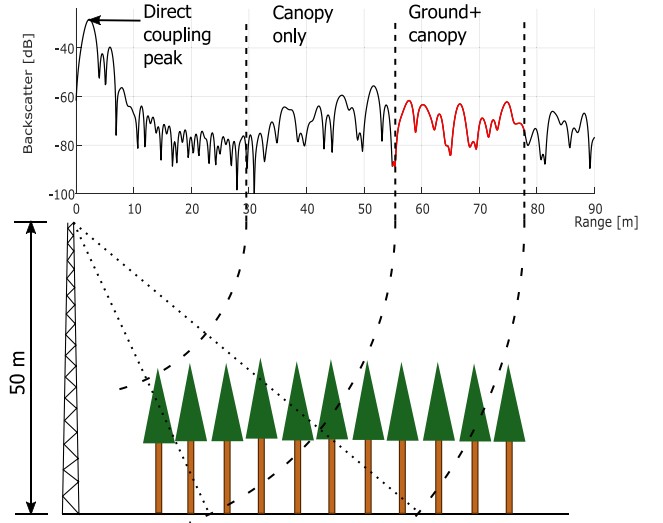 Direct
coupling
peak
Canopy
only
Ground+
canopy
Backscatter [dB]
-40
-60
-80
-100
0 10 20 30 40 50 60 70 80 90
Range [m]
50 m